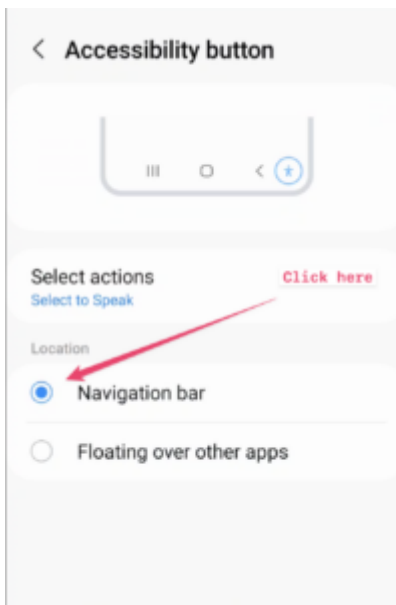 Accessibility button
Select actions
Click here
Select to Speak
Location
Navigation bar
Floating over other apps